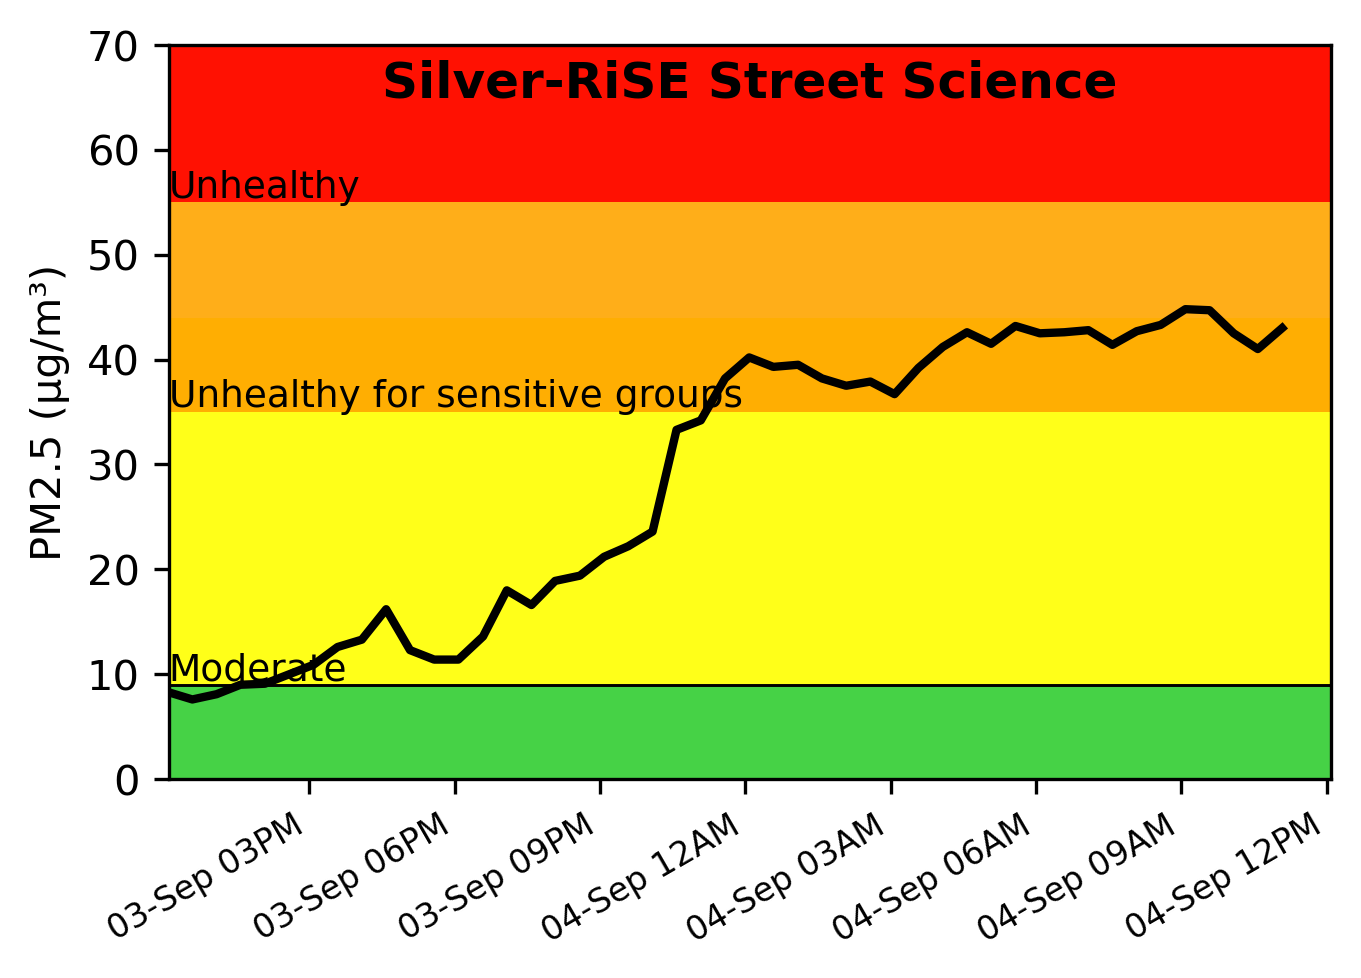 70
Silver-RiSE Street Science
60
Unhealthy
50
40
Unhealthy for sensitive groups
30
20
10
Moderate
0
PM2.5 (µg/m³)
03-Sep 03PM
03-Sep 06PM
03-Sep 09PM
04-Sep 12AM
04-Sep 03AM
04-Sep 06AM
04-Sep 09AM
04-Sep 12PM